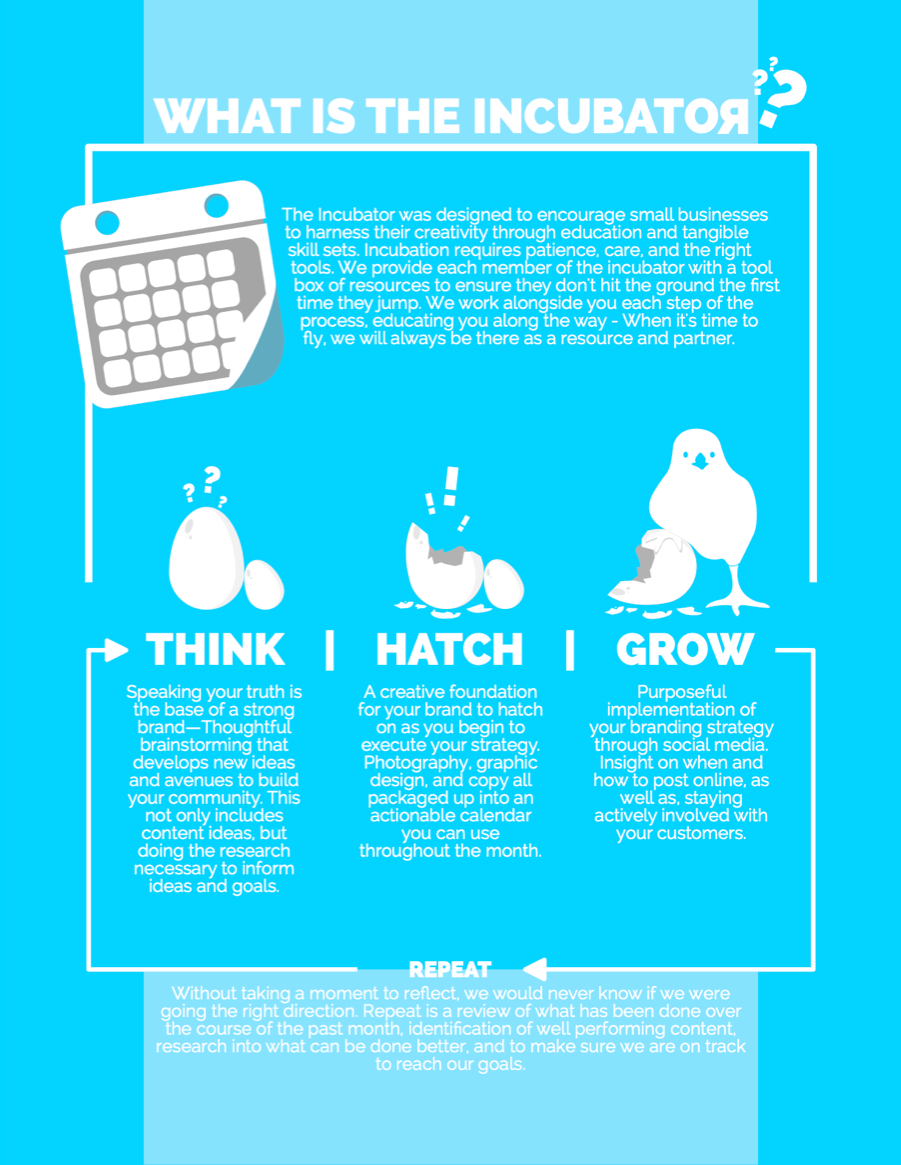 WHAT IS THE INCUBATOR???
The Incubator was designed to encourage small businesses
to harness their creativity through education and tangible
skill sets. Incubation requires patience, care, and the right
tools. We provide each member of the incubator with a tool
box of resources to ensure they don't hit the ground the first
time they jump. We work alongside you each step of the
process, educating you along the way - When it's time to
fly, we will always be there as a resource and partner.
? ? ?
! ! !
THINK | HATCH | GROW
Speaking your truth is
the base of a strong
brand—Thoughtful
brainstorming that
develops new ideas
and avenues to build
your community. This
not only includes
content ideas, but
doing the research
necessary to inform
ideas and goals.
A creative foundation
for your brand to hatch
on as you begin to
execute your strategy.
Photography, graphic
design, and copy all
packaged up into an
actionable calendar
you can use
throughout the month.
Purposeful
implementation of
your branding strategy
through social media.
Insight on when and
how to post online, as
well as, staying
actively involved with
your customers.
REPEAT
Without taking a moment to reflect, we would never know if we were
going the right direction. Repeat is a review of what has been done over
the course of the past month, identification of well performing content,
research into what can be done better, and to make sure we are on track
to reach our goals.